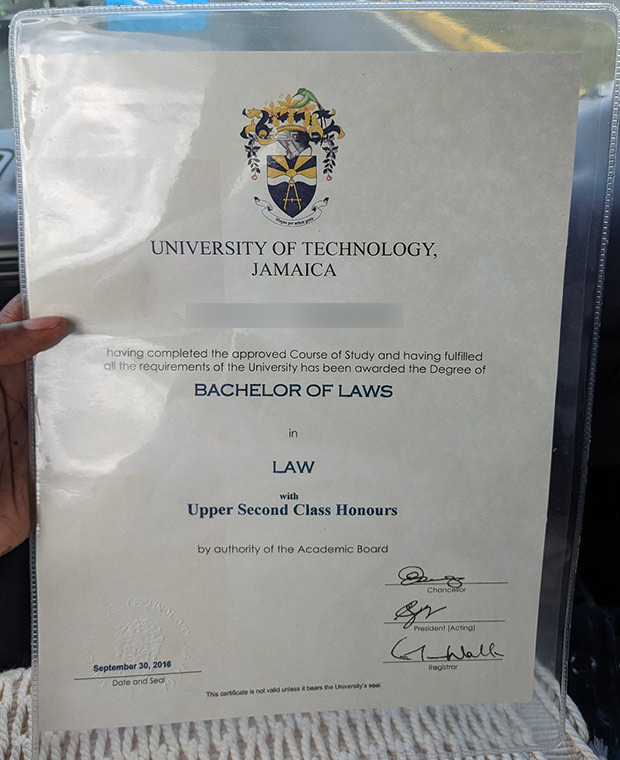 UNIVERSITY OF TECHNOLOGY,
JAMAICA
having completed the approved Course of Study and having fulfilled
all the requirements of the University has been awarded the Degree of
BACHELOR OF LAWS
in
LAW
with
Upper Second Class Honours
by authority of the Academic Board
Chancellor
President (Acting)
Registrar
September 30, 2016
Date and Seal
This certificate is not valid unless it bears the University's seal.